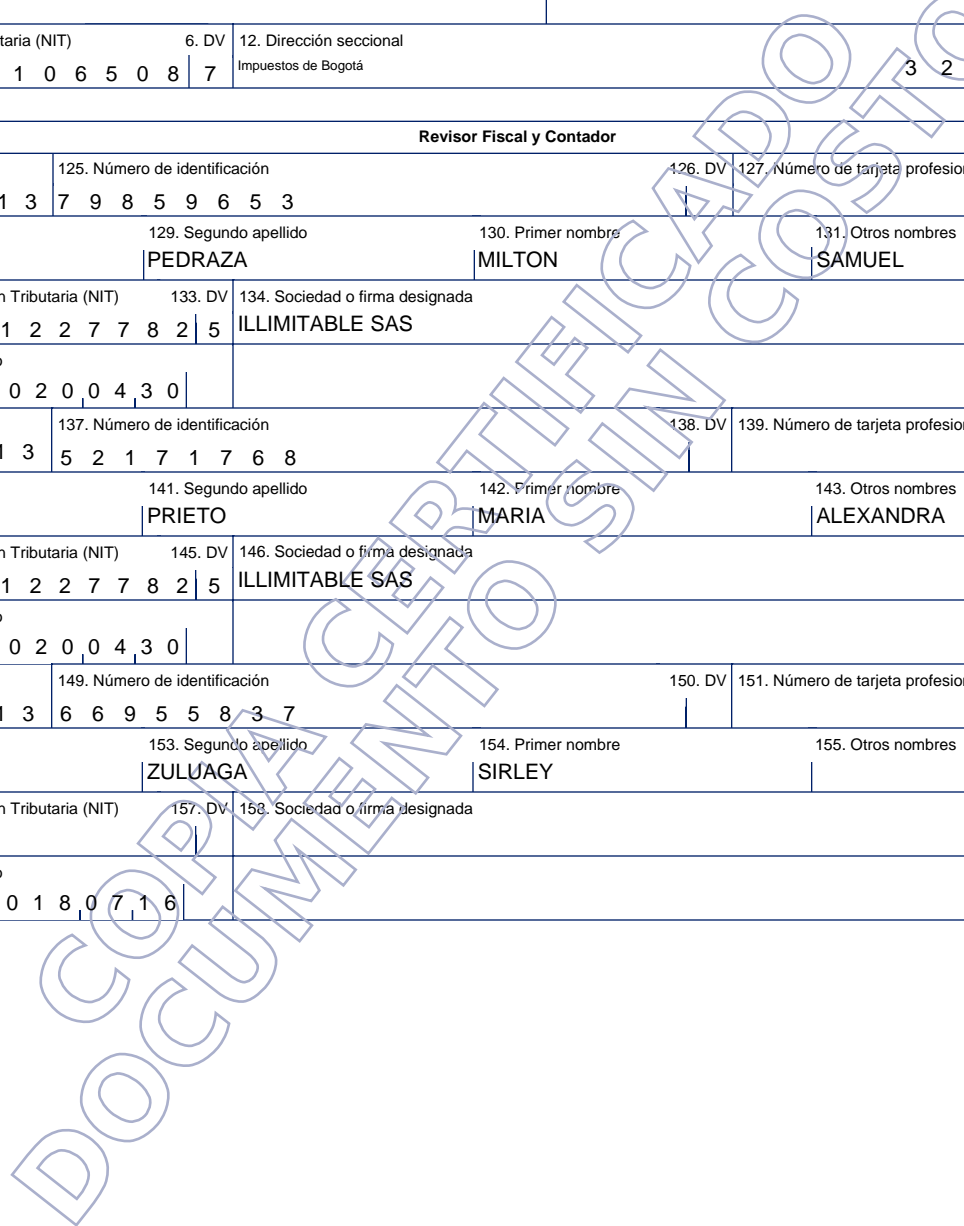 taria (NIT) 6. DV 12. Dirección seccional
1 0 6 5 0 8 7 Impuestos de Bogotá 3 2
Revisor Fiscal y Contador
125. Número de identificación 126. DV 127. Número de tarjeta profesion
1 3 7 9 8 5 9 6 5 3
129. Segundo apellido 130. Primer nombre 131. Otros nombres
PEDRAZA MILTON SAMUEL
n Tributaria (NIT) 133. DV 134. Sociedad o firma designada
1 2 2 7 7 8 2 5 ILLIMITABLE SAS
o
0 2 0 0 4 3 0
137. Número de identificación 138. DV 139. Número de tarjeta profesion
1 3 5 2 1 7 1 7 6 8
141. Segundo apellido 142. Primer nombre 143. Otros nombres
PRIETO MARIA ALEXANDRA
n Tributaria (NIT) 145. DV 146. Sociedad o firma designada
1 2 2 7 7 8 2 5 ILLIMITABLE SAS
o
0 2 0 0 4 3 0
149. Número de identificación 150. DV 151. Número de tarjeta profesion
1 3 6 6 9 5 5 8 3 7
153. Segundo apellido 154. Primer nombre 155. Otros nombres
ZULUAGA SIRLEY
n Tributaria (NIT) 157. DV 158. Sociedad o firma designada
o
0 1 8 0 7 1 6
COPIA CERTIFICADO
DOCUMENTO SIN COSTO